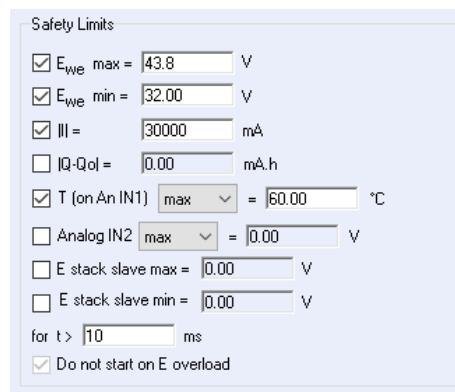 Safety Limits
Ewe max = 43.8 V
Ewe min = 32.00 V
|I| = 30000 mA
|Q-Qo| = 0.00 mA.h
T (on An IN1) max = 60.00 °C
Analog IN2 max = 0.00 V
E stack slave max = 0.00 V
E stack slave min = 0.00 V
for t > 10 ms
Do not start on E overload